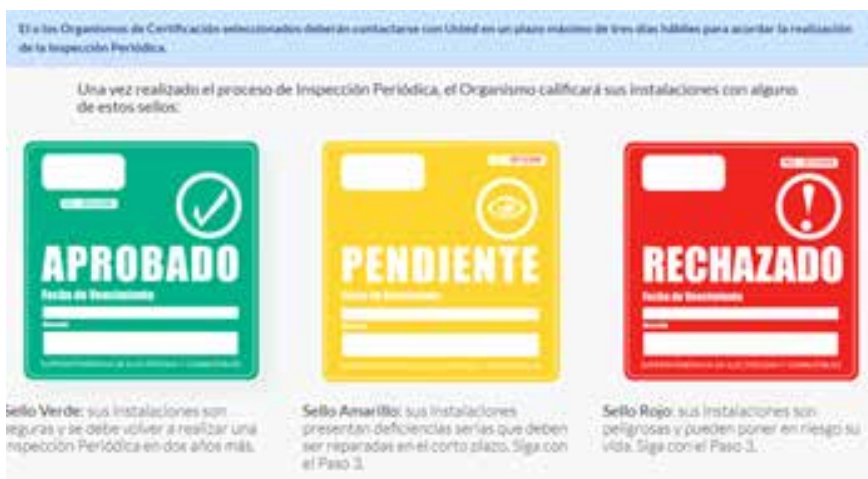 El o los Organismos de Certificación seleccionados deberán contactarse con Usted en un plazo máximo de tres días hábiles para acordar la realización
de la Inspección Periódica.
Una vez realizado el proceso de Inspección Periódica, el Organismo calificará sus instalaciones con alguno
de estos sellos:
APROBADO
Fecha de Vencimiento
PENDIENTE
Fecha de Vencimiento
RECHAZADO
Fecha de Vencimiento
Sello Verde: sus instalaciones son
seguras y se debe volver a realizar una
Inspección Periódica en dos años más.
Sello Amarillo: sus instalaciones
presentan deficiencias serias que deben
ser reparadas en el corto plazo. Siga con
el Paso 3.
Sello Rojo: sus instalaciones son
peligrosas y pueden poner en riesgo su
vida. Siga con el Paso 3.